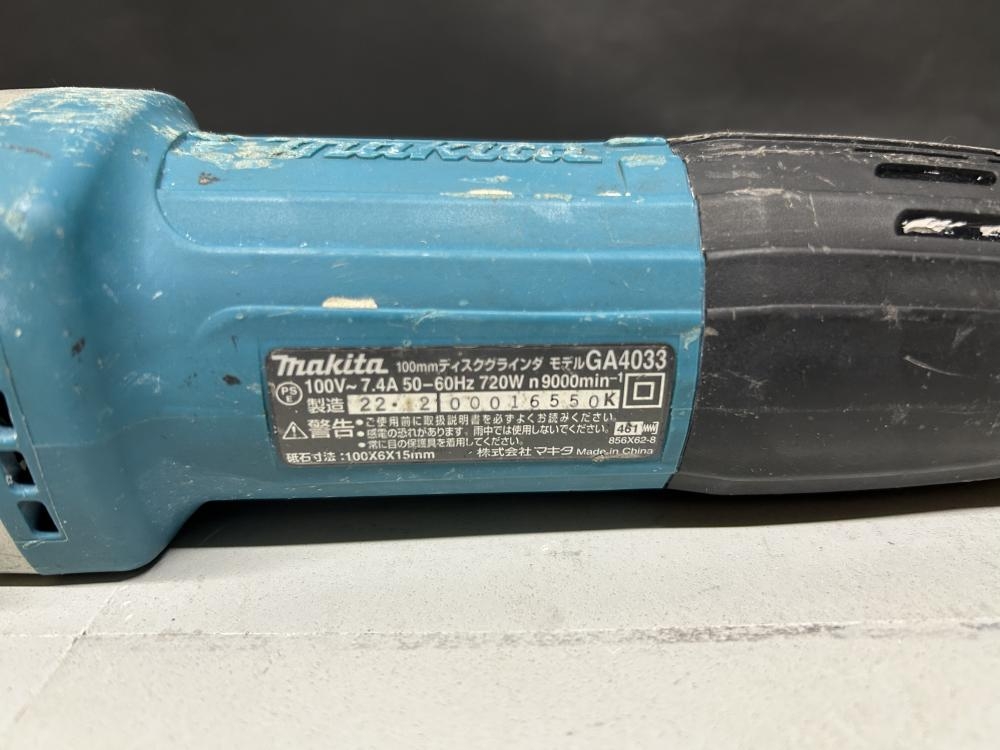 makita
makita 100mmディスクグラインダ モデルGA4033
PSE 100V~ 7.4A 50-60Hz 720W n 9000min⁻¹
製造 22. 2 00016550K
警告 • ご使用前に取扱説明書を必ずよくお読みください。
• 感電の恐れがあります。雨中では使用しないでください。
• 常に目の保護具を着用してください。
461
856X62-8
砥石寸法:100X6X15mm 株式会社 マキタ Made in China